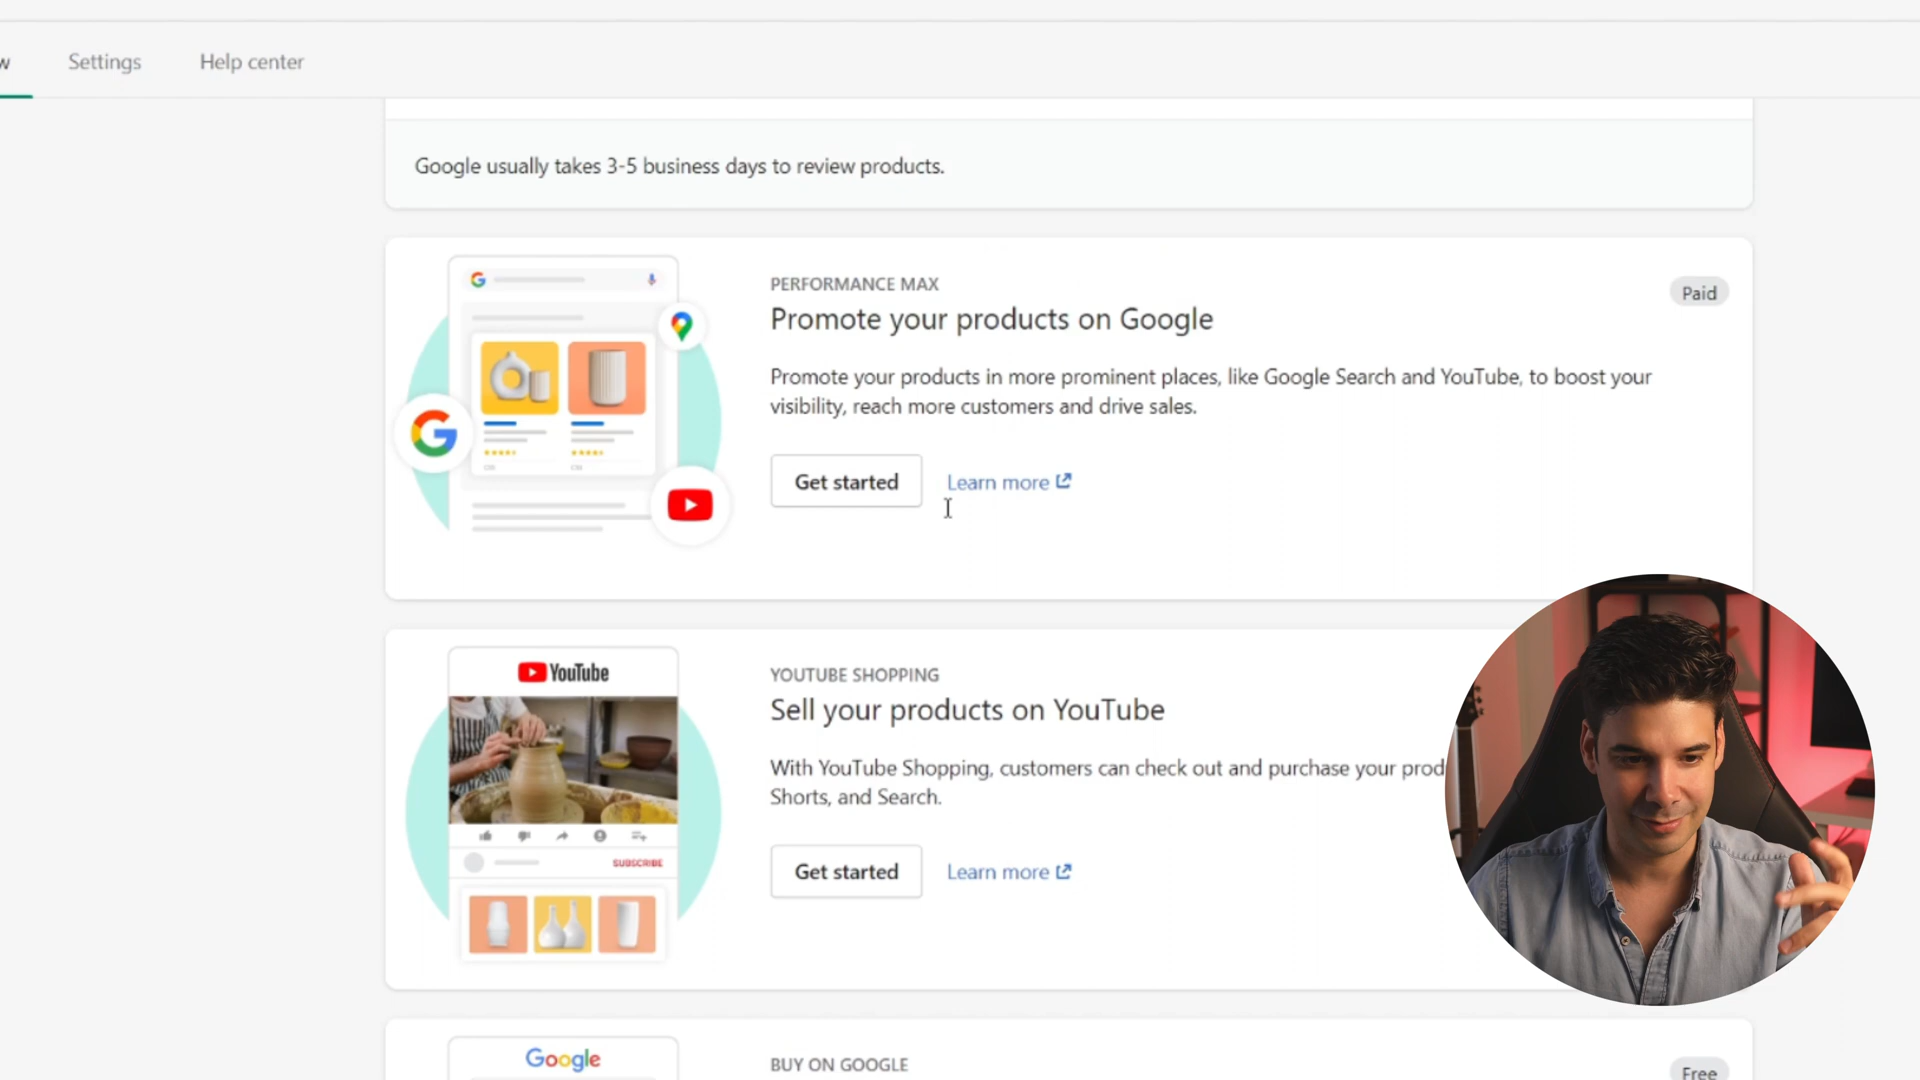 w Settings Help center
Google usually takes 3-5 business days to review products.
PERFORMANCE MAX
Paid
Promote your products on Google
Promote your products in more prominent places, like Google Search and YouTube, to boost your
visibility, reach more customers and drive sales.
Get started Learn more
YouTube
SUBSCRIBE
YOUTUBE SHOPPING
Sell your products on YouTube
With YouTube Shopping, customers can check out and purchase your prod
Shorts, and Search.
Get started Learn more
Google
BUY ON GOOGLE
Free